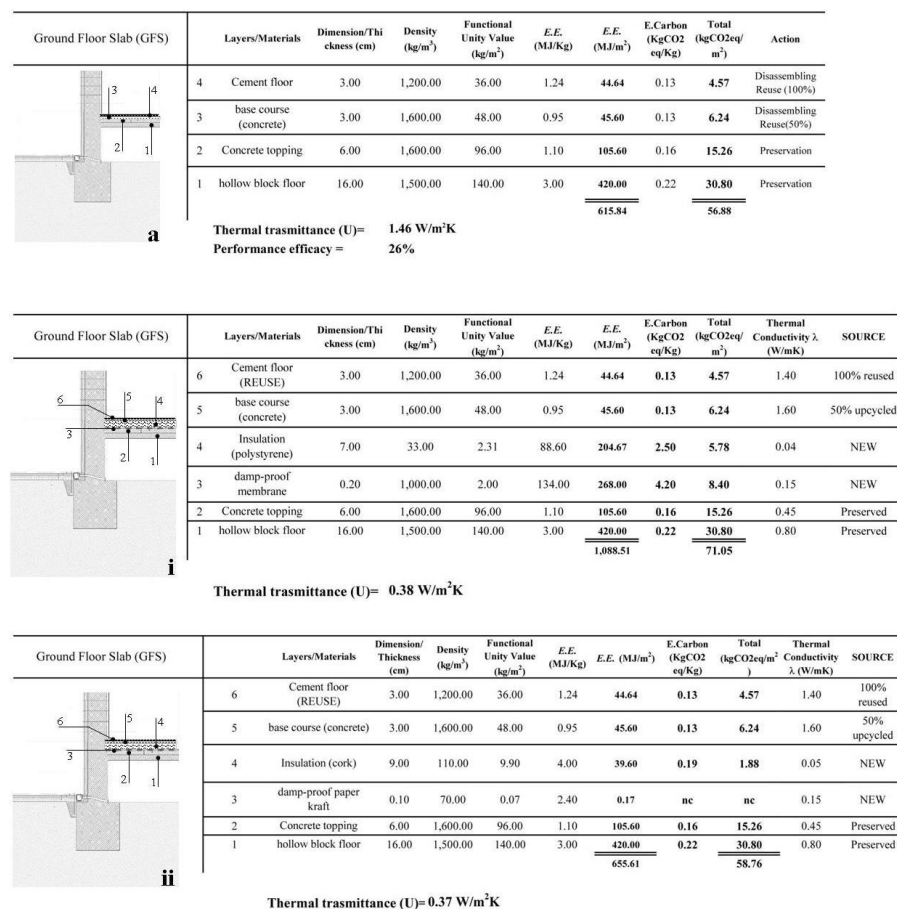 Ground Floor Slab (GFS)
Layers/Materials Dimension/Thi ckness (cm) Density (kg/m³) Functional Unity Value (kg/m²) E.E. (MJ/Kg) E.E. (MJ/m²) E.Carbon (KgCO2 eq/Kg) Total (kgCO2eq/ m²) Action
4 Cement floor 3.00 1,200.00 36.00 1.24 44.64 0.13 4.57 Disassembling Reuse (100%)
3 base course (concrete) 3.00 1,600.00 48.00 0.95 45.60 0.13 6.24 Disassembling Reuse(50%)
2 Concrete topping 6.00 1,600.00 96.00 1.10 105.60 0.16 15.26 Preservation
1 hollow block floor 16.00 1,500.00 140.00 3.00 420.00 0.22 30.80 Preservation
615.84 56.88
3 4
2 1
a
Thermal trasmittance (U)= 1.46 W/m²K
Performance efficacy = 26%
Ground Floor Slab (GFS)
Layers/Materials Dimension/Thi ckness (cm) Density (kg/m³) Functional Unity Value (kg/m²) E.E. (MJ/Kg) E.E. (MJ/m²) E.Carbon (KgCO2 eq/Kg) Total (kgCO2eq/ m²) Thermal Conductivity λ (W/mK) SOURCE
6 Cement floor (REUSE) 3.00 1,200.00 36.00 1.24 44.64 0.13 4.57 1.40 100% reused
5 base course (concrete) 3.00 1,600.00 48.00 0.95 45.60 0.13 6.24 1.60 50% upcycled
4 Insulation (polystyrene) 7.00 33.00 2.31 88.60 204.67 2.50 5.78 0.04 NEW
3 damp-proof membrane 0.20 1,000.00 2.00 134.00 268.00 4.20 8.40 0.15 NEW
2 Concrete topping 6.00 1,600.00 96.00 1.10 105.60 0.16 15.26 0.45 Preserved
1 hollow block floor 16.00 1,500.00 140.00 3.00 420.00 0.22 30.80 0.80 Preserved
1,088.51 71.05
6 5 4
3 2 1
i
Thermal trasmittance (U)= 0.38 W/m²K
Ground Floor Slab (GFS)
Layers/Materials Dimension/ Thickness (cm) Density (kg/m³) Functional Unity Value (kg/m²) E.E. (MJ/Kg) E.E. (MJ/m²) E.Carbon (KgCO2 eq/Kg) Total (kgCO2eq/m² ) Thermal Conductivity λ (W/mK) SOURCE
6 Cement floor (REUSE) 3.00 1,200.00 36.00 1.24 44.64 0.13 4.57 1.40 100% reused
5 base course (concrete) 3.00 1,600.00 48.00 0.95 45.60 0.13 6.24 1.60 50% upcycled
4 Insulation (cork) 9.00 110.00 9.90 4.00 39.60 0.19 1.88 0.05 NEW
3 damp-proof paper kraft 0.10 70.00 0.07 2.40 0.17 nc nc 0.15 NEW
2 Concrete topping 6.00 1,600.00 96.00 1.10 105.60 0.16 15.26 0.45 Preserved
1 hollow block floor 16.00 1,500.00 140.00 3.00 420.00 0.22 30.80 0.80 Preserved
655.61 58.76
6 5 4
3 2 1
ii
Thermal trasmittance (U)= 0.37 W/m²K